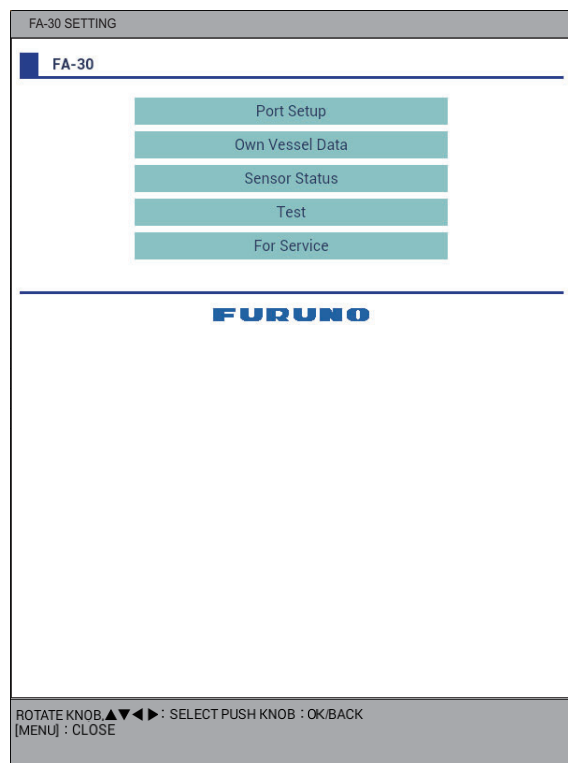 FA-30 SETTING
FA-30
Port Setup
Own Vessel Data
Sensor Status
Test
For Service
FURUNO
ROTATE KNOB,▲▼◀ ▶ : SELECT PUSH KNOB : OK/BACK
[MENU] : CLOSE